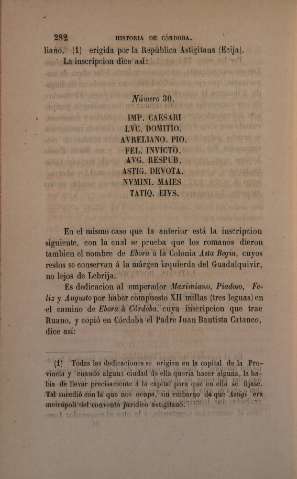 282 HISTORIA DE CÓRDOBA.
liano, (1) erigida por la República Astigitana (Ecija).
La inscripcion dice asi:
Número 30.
IMP. CAESARI
LVC. DOMITIO.
AVRELIANO. PIO.
FEL. INVICTO.
AVG. RESPUB.
ASTIG. DEVOTA.
NVMINI. MAIES
TATIQ. EIVS.
En el mismo caso que la anterior está la inscripcion
siguiente, con la cual se prueba que los romanos dieron
tambien el nombre de Ebora á la Colonia Asta Regia, cuyos
restos se conservan á la márgen izquierda del Guadalquivir,
no lejos de Lebrija.
Es dedicacion al emperador Maximiano, Piadoso, Fe-
liz y Augusto por haber compuesto XII millas (tres leguas) en
el camino de Ebora á Córdoba, cuya inscripcion que trae
Ruano, y copió en Córdoba el Padre Juan Bautista Cataneo,
dice asi:
(1) Todas las dedicaciones se erigian en la capital de la Pro-
vincia y cuando alguna ciudad de ella queria hacer alguna, la ha-
bia de llevar precisamente á la capital para que en ella se fijase.
Tal sucedió con la que nos ocupa, sin embargo de que Astigi era
metrópoli del convento jurídico astigitano.